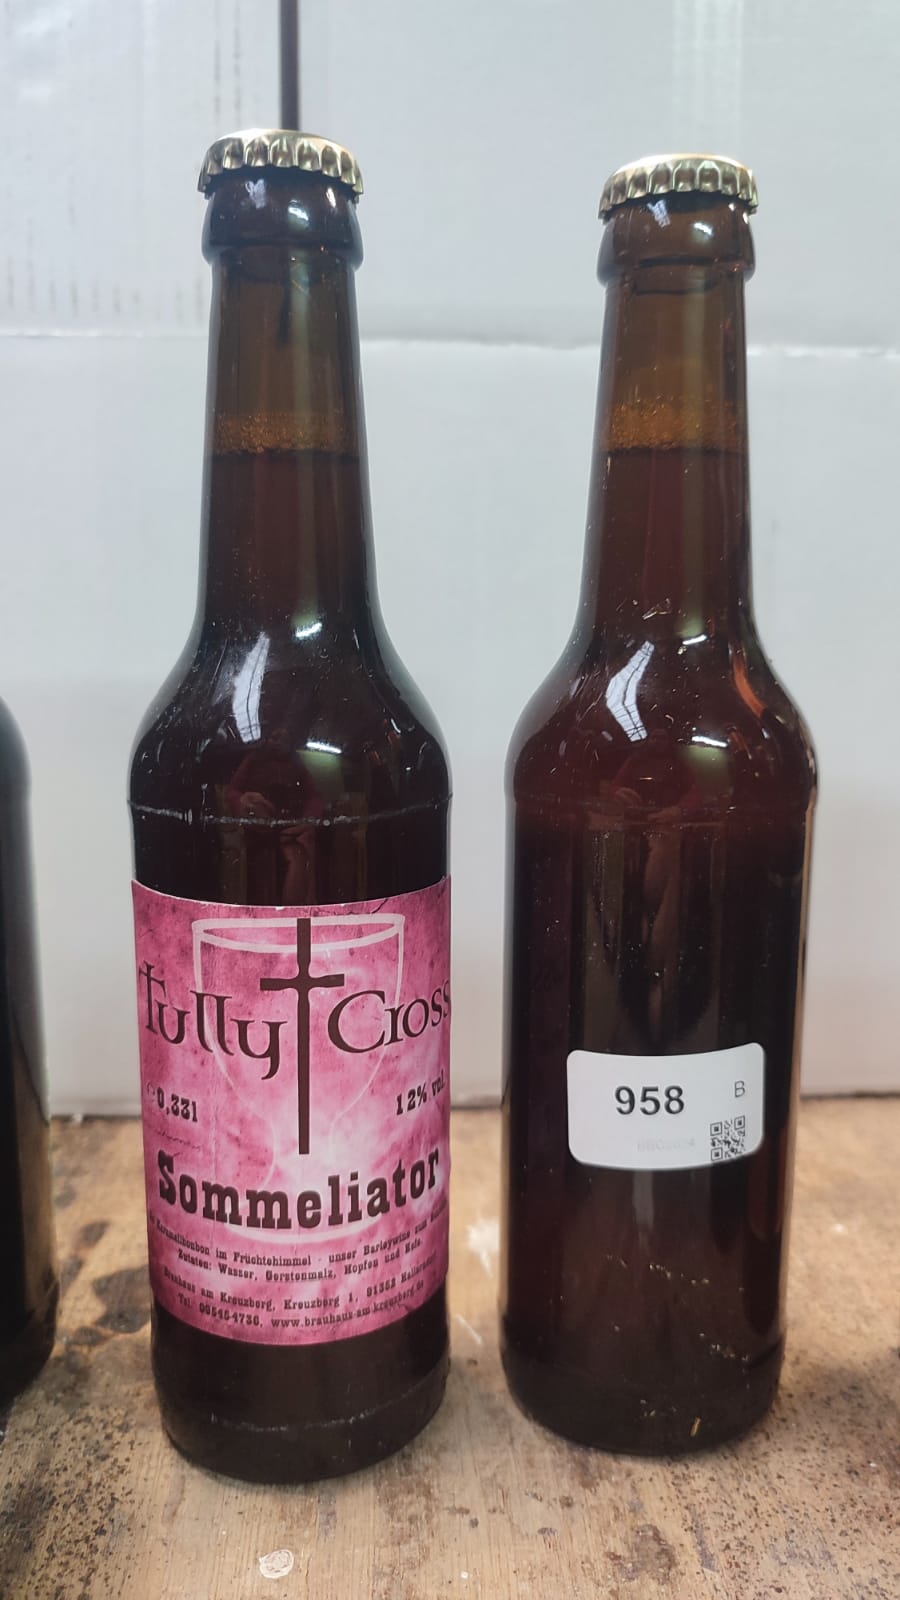 Tully Cross
℮0,33l 12% vol.
Sommeliator
Karamellbonbon im Früchtehimmel - unser Barleywine zum
Zutaten: Wasser, Gerstenmalz, Hopfen und Hefe.
Brauhaus am Kreuzberg, Kreuzberg 1, 91352
Tel. 09545-4736, www.brauhaus-am-kreuzberg.de
958 B